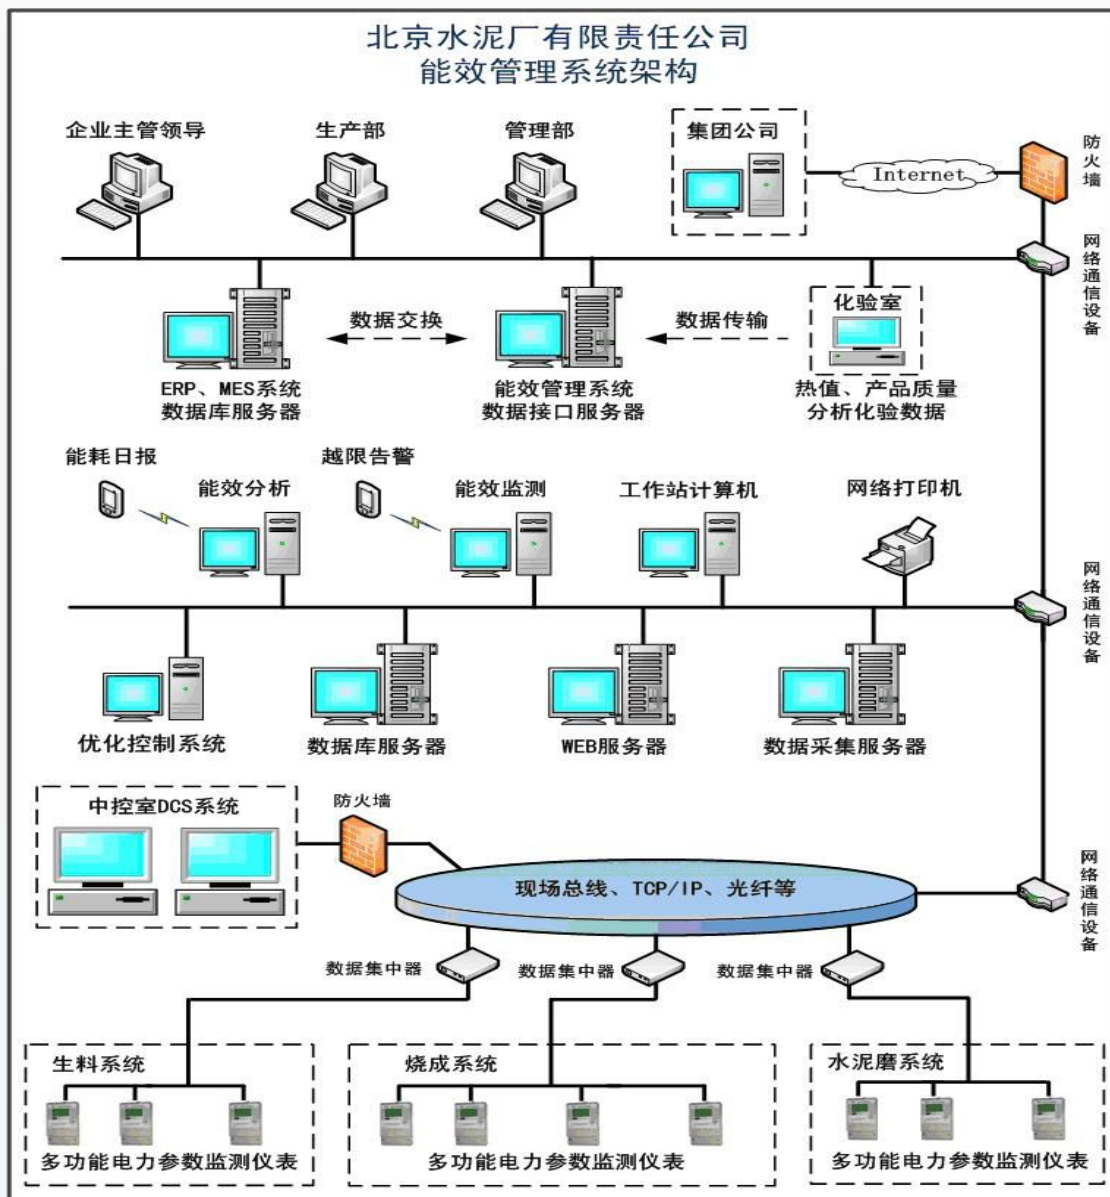 北京水泥厂有限责任公司
能效管理系统架构
企业主管领导
生产部
管理部
集团公司
Internet
防火墙
网络通信设备
数据交换
数据传输
化验室
ERP、MES系统
数据库服务器
能效管理系统
数据接口服务器
热值、产品质量
分析化验数据
能耗日报
越限告警
能效分析
能效监测
工作站计算机
网络打印机
网络通信设备
优化控制系统
数据库服务器
WEB服务器
数据采集服务器
中控室DCS系统
防火墙
现场总线、TCP/IP、光纤等
网络通信设备
数据集中器
数据集中器
数据集中器
生料系统
烧成系统
水泥磨系统
多功能电力参数监测仪表
多功能电力参数监测仪表
多功能电力参数监测仪表